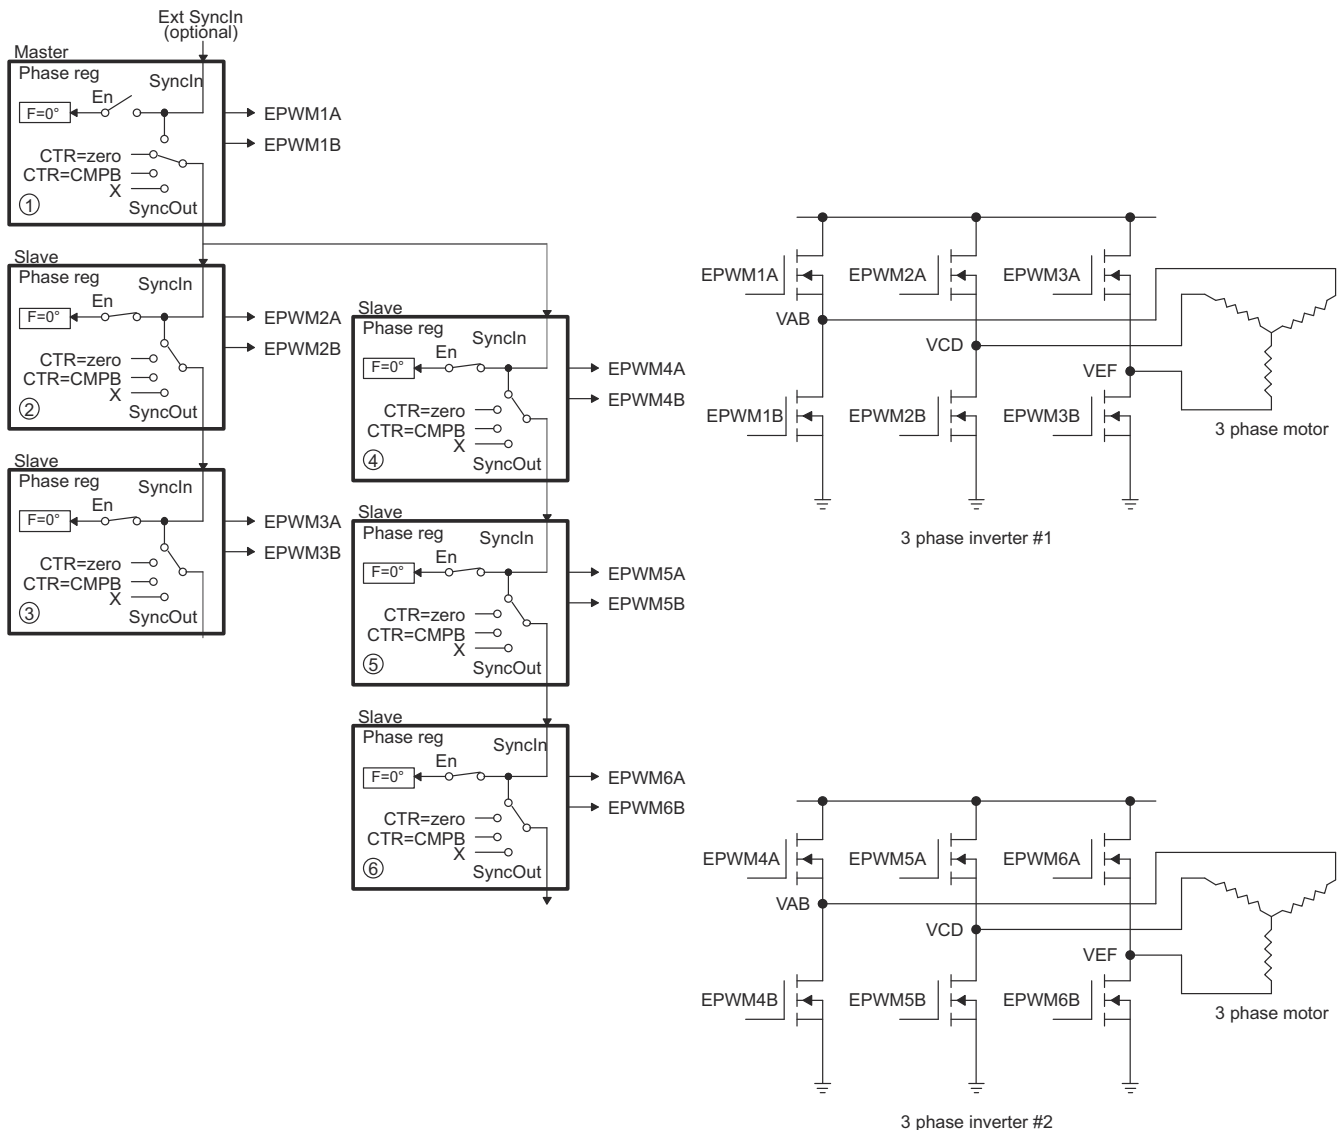 Ext SyncIn
(optional)
Master
Phase reg
SyncIn
En
F=0°
EPWM1A
EPWM1B
CTR=zero
CTR=CMPB
X
1
SyncOut
Slave
Phase reg
SyncIn
En
F=0°
EPWM2A
EPWM2B
CTR=zero
CTR=CMPB
X
2
SyncOut
Slave
Phase reg
SyncIn
En
F=0°
EPWM3A
EPWM3B
CTR=zero
CTR=CMPB
X
3
SyncOut
Slave
Phase reg
SyncIn
En
F=0°
EPWM4A
EPWM4B
CTR=zero
CTR=CMPB
X
4
SyncOut
Slave
Phase reg
SyncIn
En
F=0°
EPWM5A
EPWM5B
CTR=zero
CTR=CMPB
X
5
SyncOut
Slave
Phase reg
SyncIn
En
F=0°
EPWM6A
EPWM6B
CTR=zero
CTR=CMPB
X
6
SyncOut
EPWM1A
EPWM2A
EPWM3A
VAB
VCD
VEF
EPWM1B
EPWM2B
EPWM3B
3 phase motor
3 phase inverter #1
EPWM4A
EPWM5A
EPWM6A
VAB
VCD
VEF
EPWM4B
EPWM5B
EPWM6B
3 phase motor
3 phase inverter #2